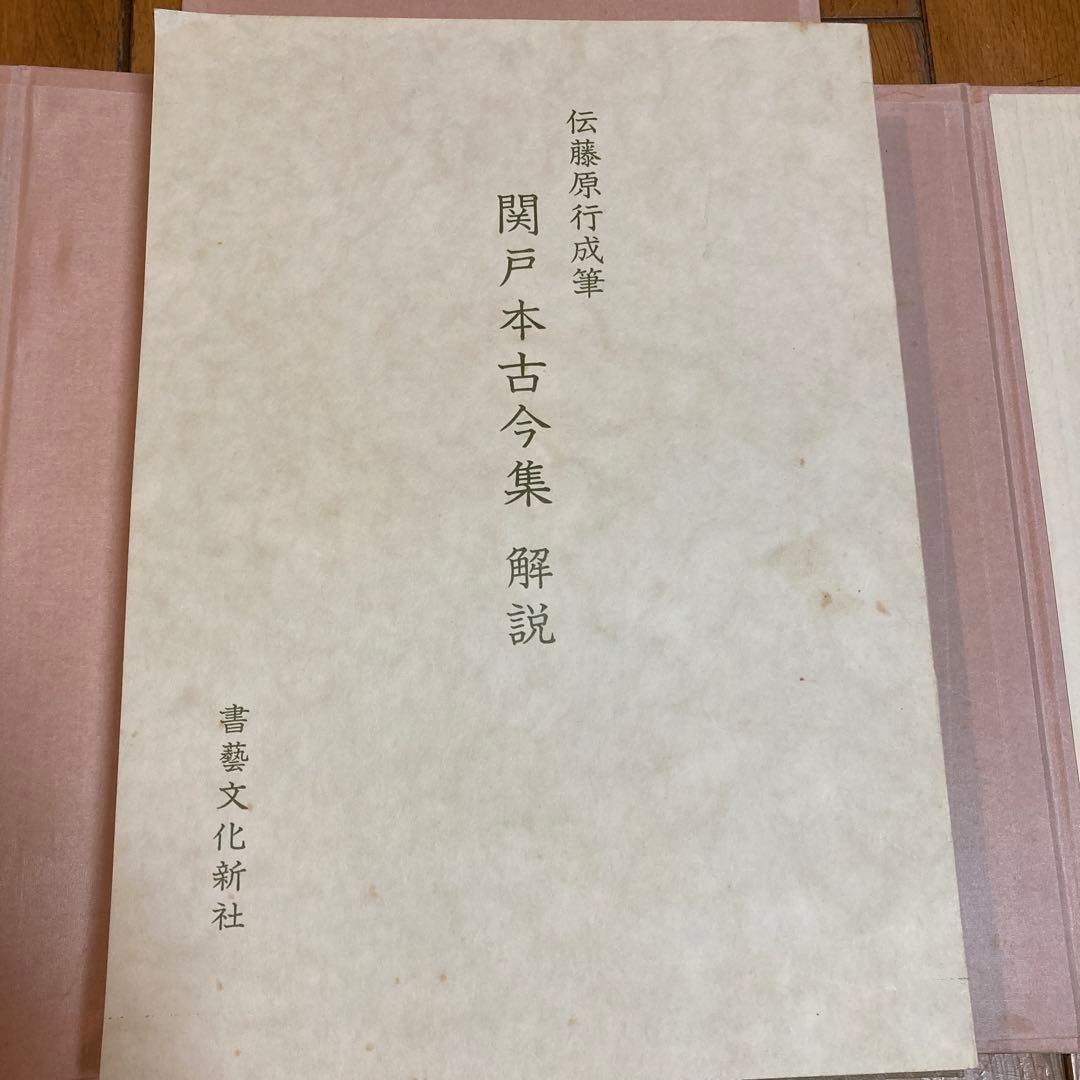 伝藤原行成筆
関戸本古今集 解説
書藝文化新社